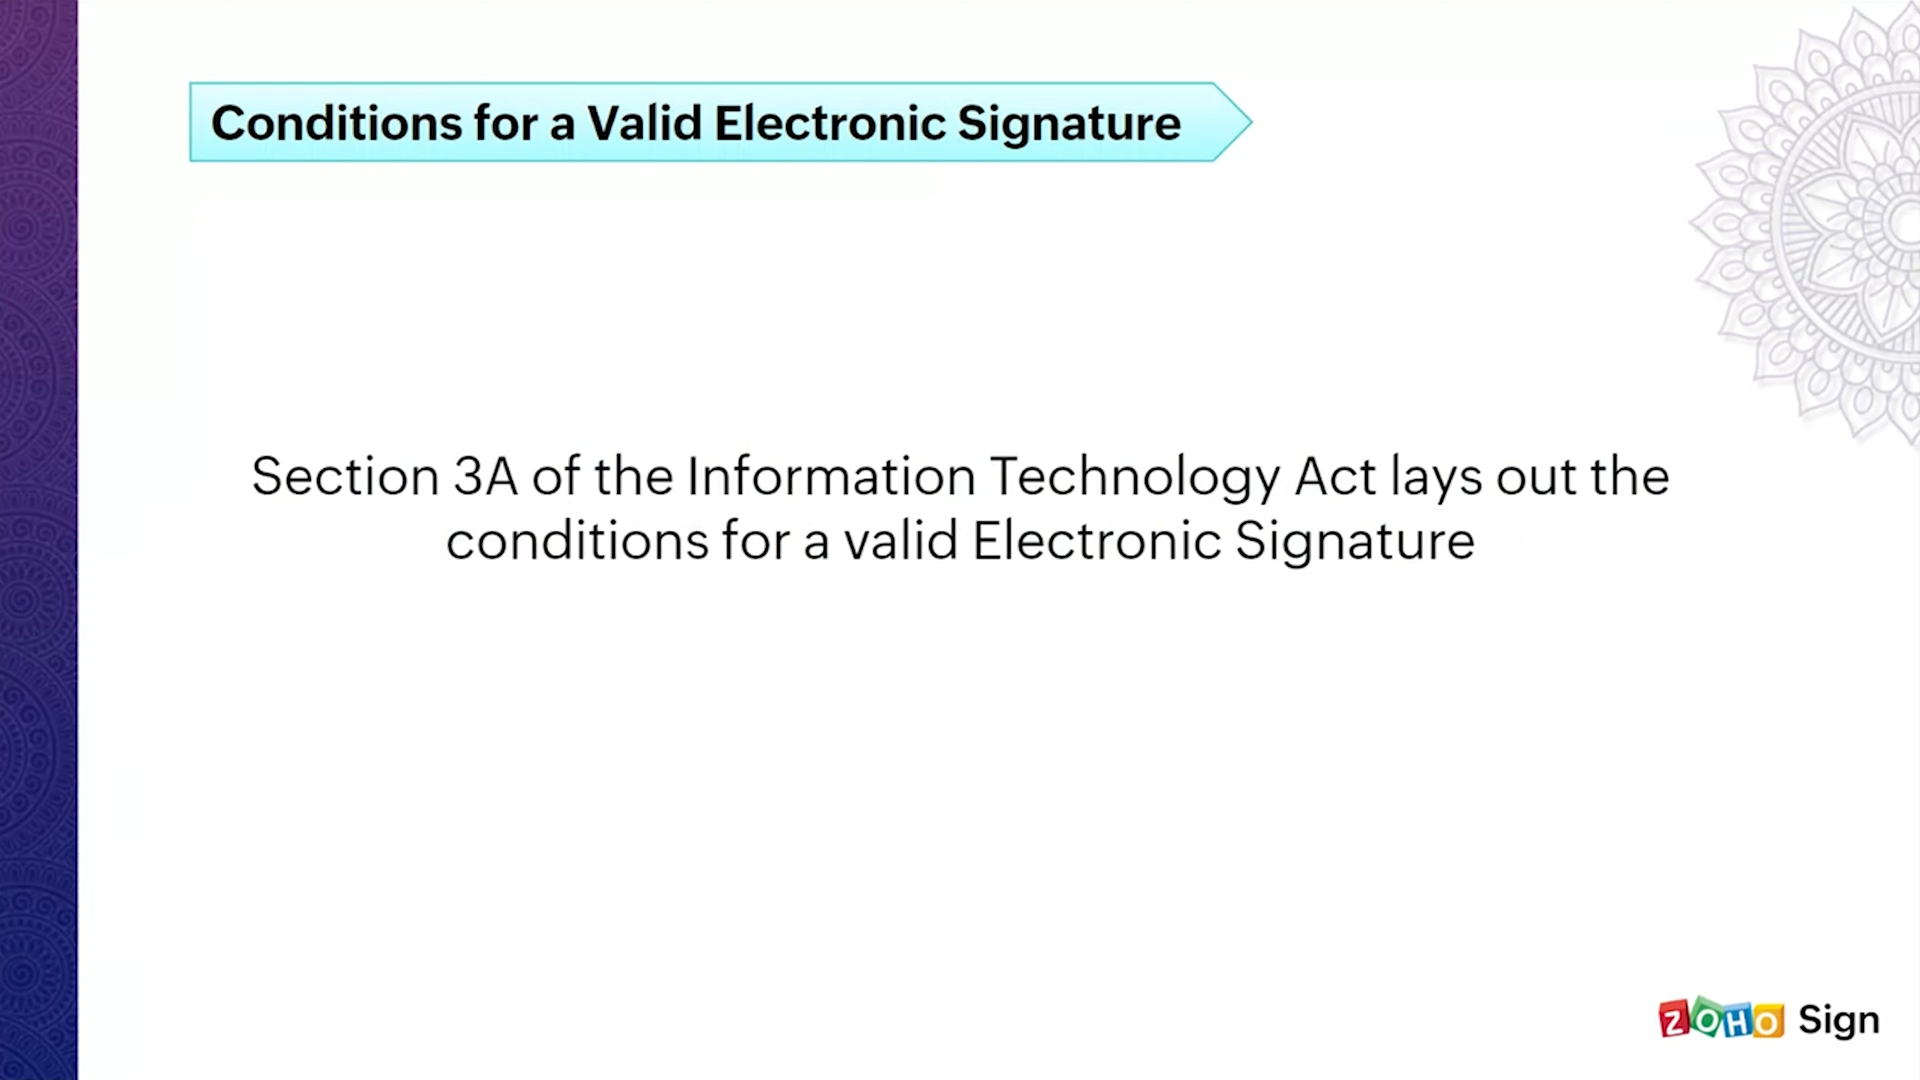 Conditions for a Valid Electronic Signature
Section 3A of the Information Technology Act lays out the
conditions for a valid Electronic Signature
ZOHO Sign